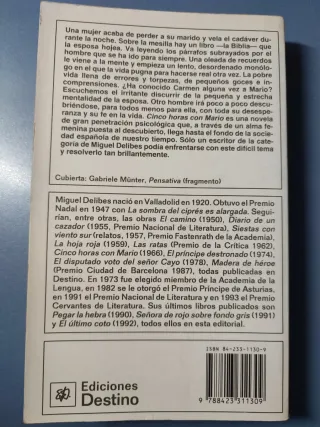 Una mujer acaba de perder a su marido y vela el cadáver du-
rante la noche. Sobre la mesilla hay un libro —la Biblia— que
la esposa hojea. Va leyendo los párrafos subrayados por el
hombre que se ha ido para siempre. Una oleada de recuerdos
le viene a la mente y empieza un lento, desordenado monólo-
go en el que la vida pugna para hacerse real otra vez. La pobre
vida llena de errores y torpezas, de pequeños goces e in-
comprensiones. ¿Ha conocido Carmen alguna vez a Mario?
Escuchemos el irritante discurrir de la pequeña y estrecha
mentalidad de la esposa. Otro hombre irá poco a poco descu-
briéndose, para todos menos para ella, con toda su desespe-
ranza y su fe en la vida. Cinco horas con Mario es una novela
de gran penetración psicológica que, a través de un alma fe-
menina puesta al descubierto, llega hasta el fondo de la socie-
dad española de nuestro tiempo. Sólo un escritor de la cate-
goría de Miguel Delibes podía enfrentarse con este difícil tema
y resolverlo tan brillantemente.
Cubierta: Gabriele Münter, Pensativa (fragmento)
Miguel Delibes nació en Valladolid en 1920. Obtuvo el Premio
Nadal en 1947 con La sombra del ciprés es alargada. Segui-
rían, entre otras, las obras El camino (1950), Diario de un
cazador (1955, Premio Nacional de Literatura), Siestas con
viento sur (relatos, 1957, Premio Fastenrath de la Academia),
La hoja roja (1959), Las ratas (Premio de la Crítica 1962),
Cinco horas con Mario (1966), El príncipe destronado (1974),
El disputado voto del señor Cayo (1978), Madera de héroe
(Premio Ciudad de Barcelona 1987), todas publicadas en
Destino. En 1973 fue elegido miembro de la Academia de la
Lengua, en 1982 se le otorgó el Premio Príncipe de Asturias,
en 1991 el Premio Nacional de Literatura y en 1993 el Premio
Cervantes de Literatura. Sus últimos libros publicados son
Pegar la hebra (1990), Señora de rojo sobre fondo gris (1991)
y El último coto (1992), todos ellos en esta editorial.
Ediciones
Destino
ISBN 84-233-1130-9
9 788423 311309